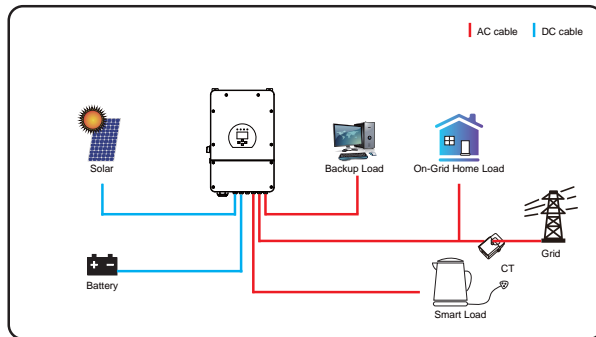 AC cable
DC cable
Solar
Backup Load
On-Grid Home Load
Battery
CT
Grid
Smart Load